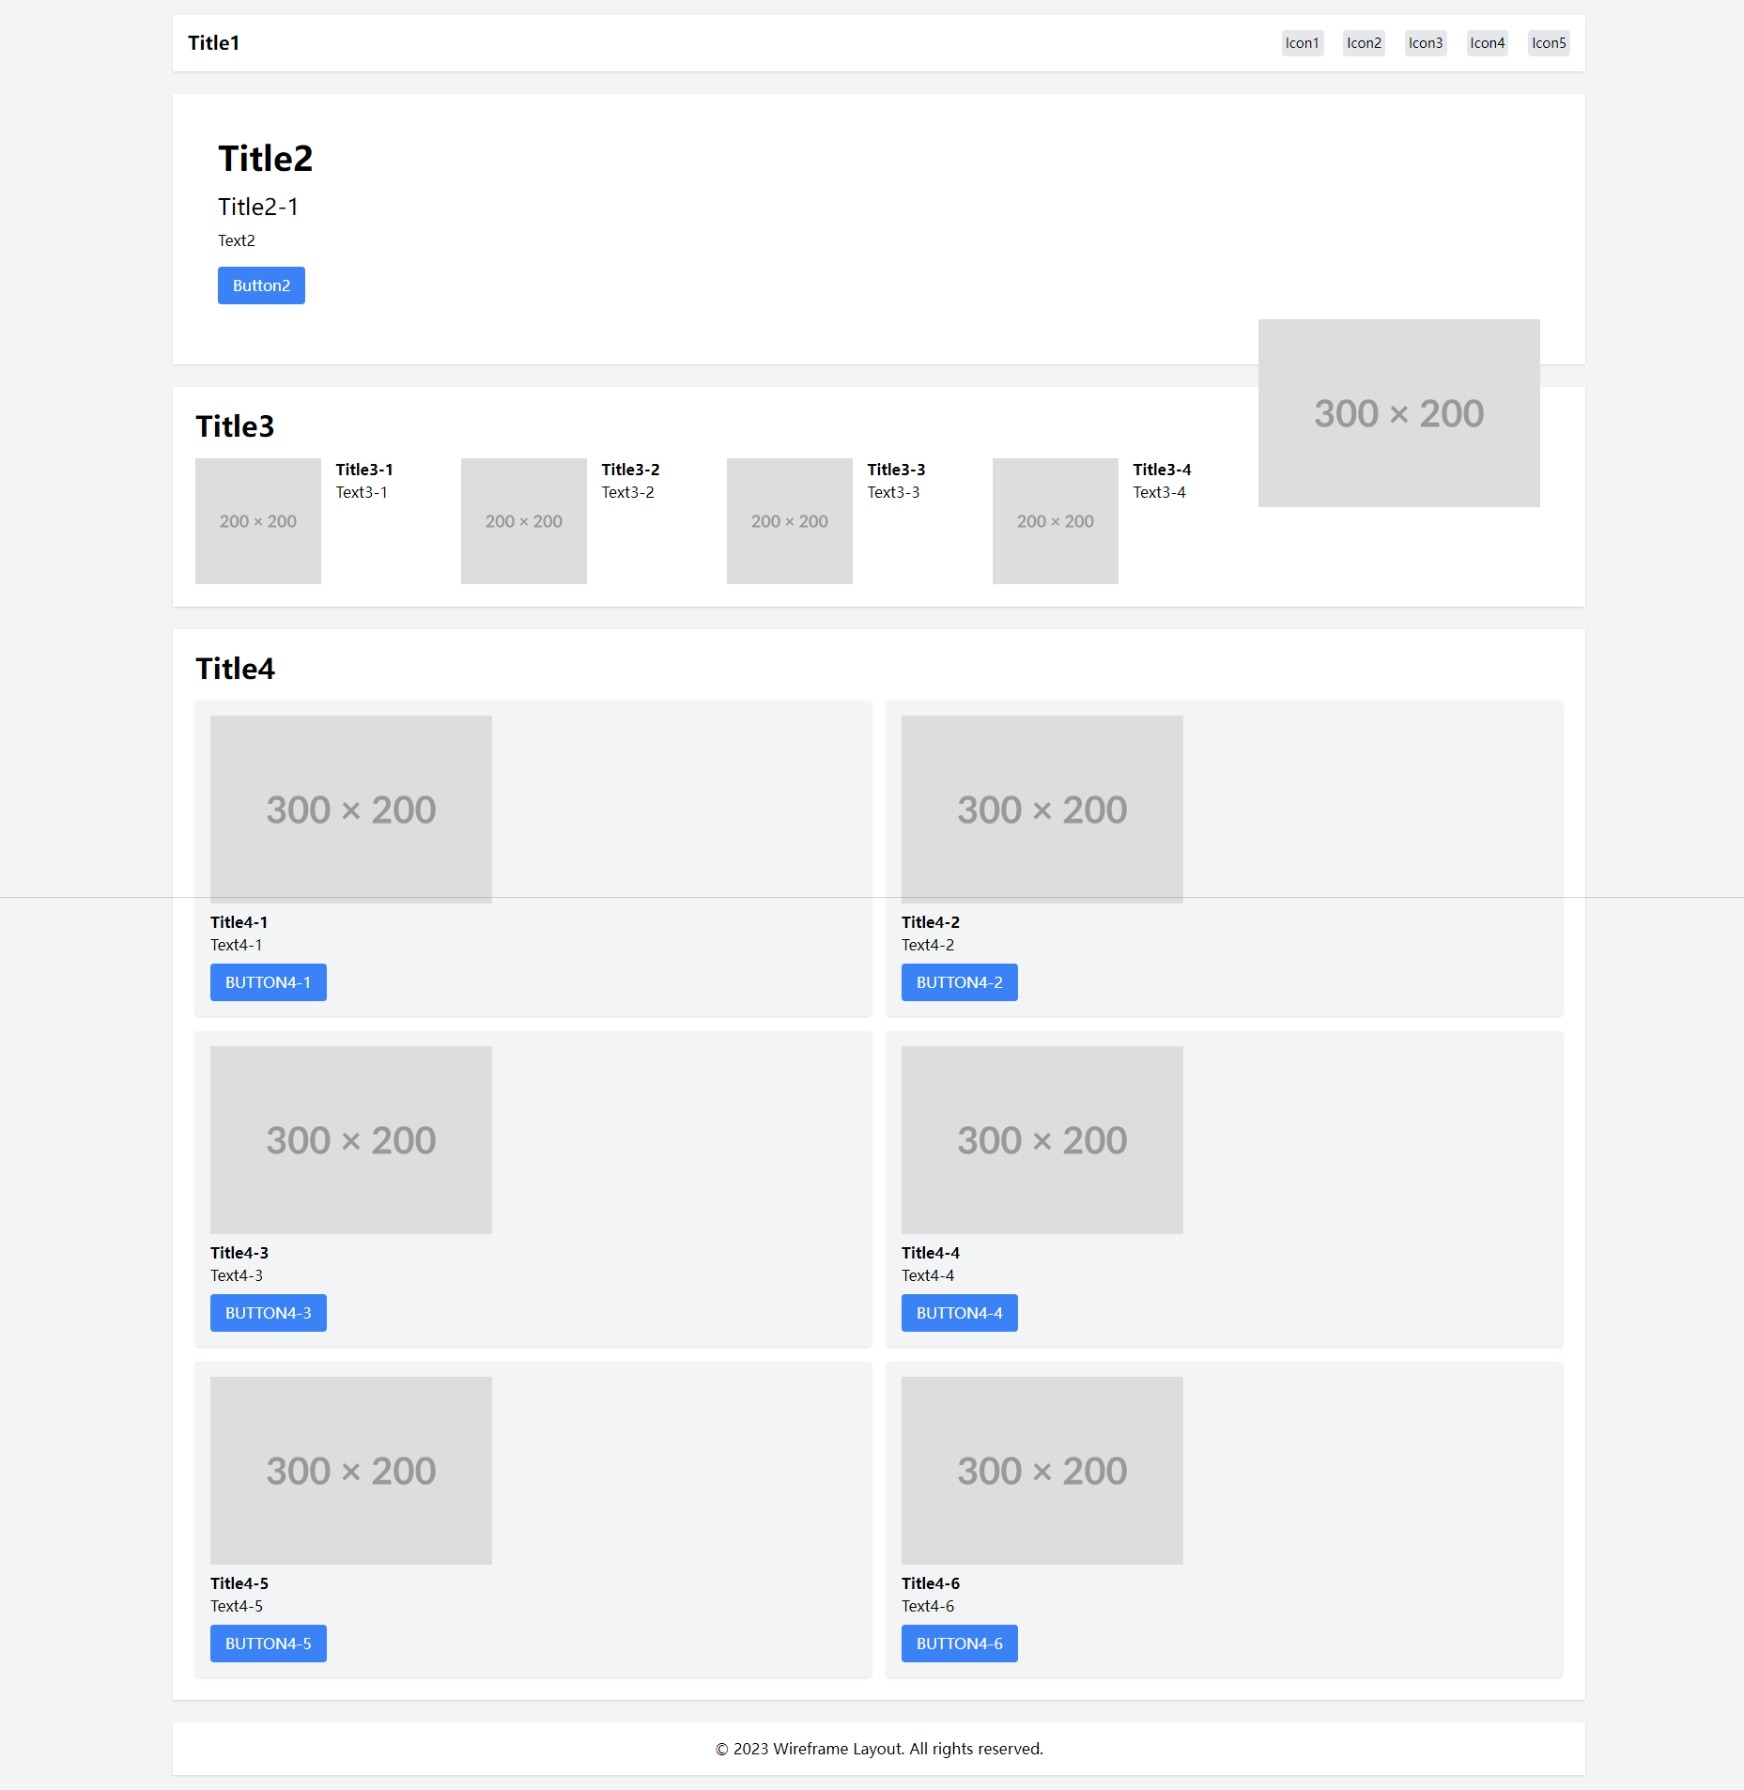 Title1
Icon1 Icon2 Icon3 Icon4 Icon5
Title2
Title2-1
Text2
Button2
300 × 200
Title3
200 × 200
Title3-1
Text3-1
200 × 200
Title3-2
Text3-2
200 × 200
Title3-3
Text3-3
200 × 200
Title3-4
Text3-4
Title4
300 × 200
Title4-1
Text4-1
BUTTON4-1
300 × 200
Title4-2
Text4-2
BUTTON4-2
300 × 200
Title4-3
Text4-3
BUTTON4-3
300 × 200
Title4-4
Text4-4
BUTTON4-4
300 × 200
Title4-5
Text4-5
BUTTON4-5
300 × 200
Title4-6
Text4-6
BUTTON4-6
© 2023 Wireframe Layout. All rights reserved.